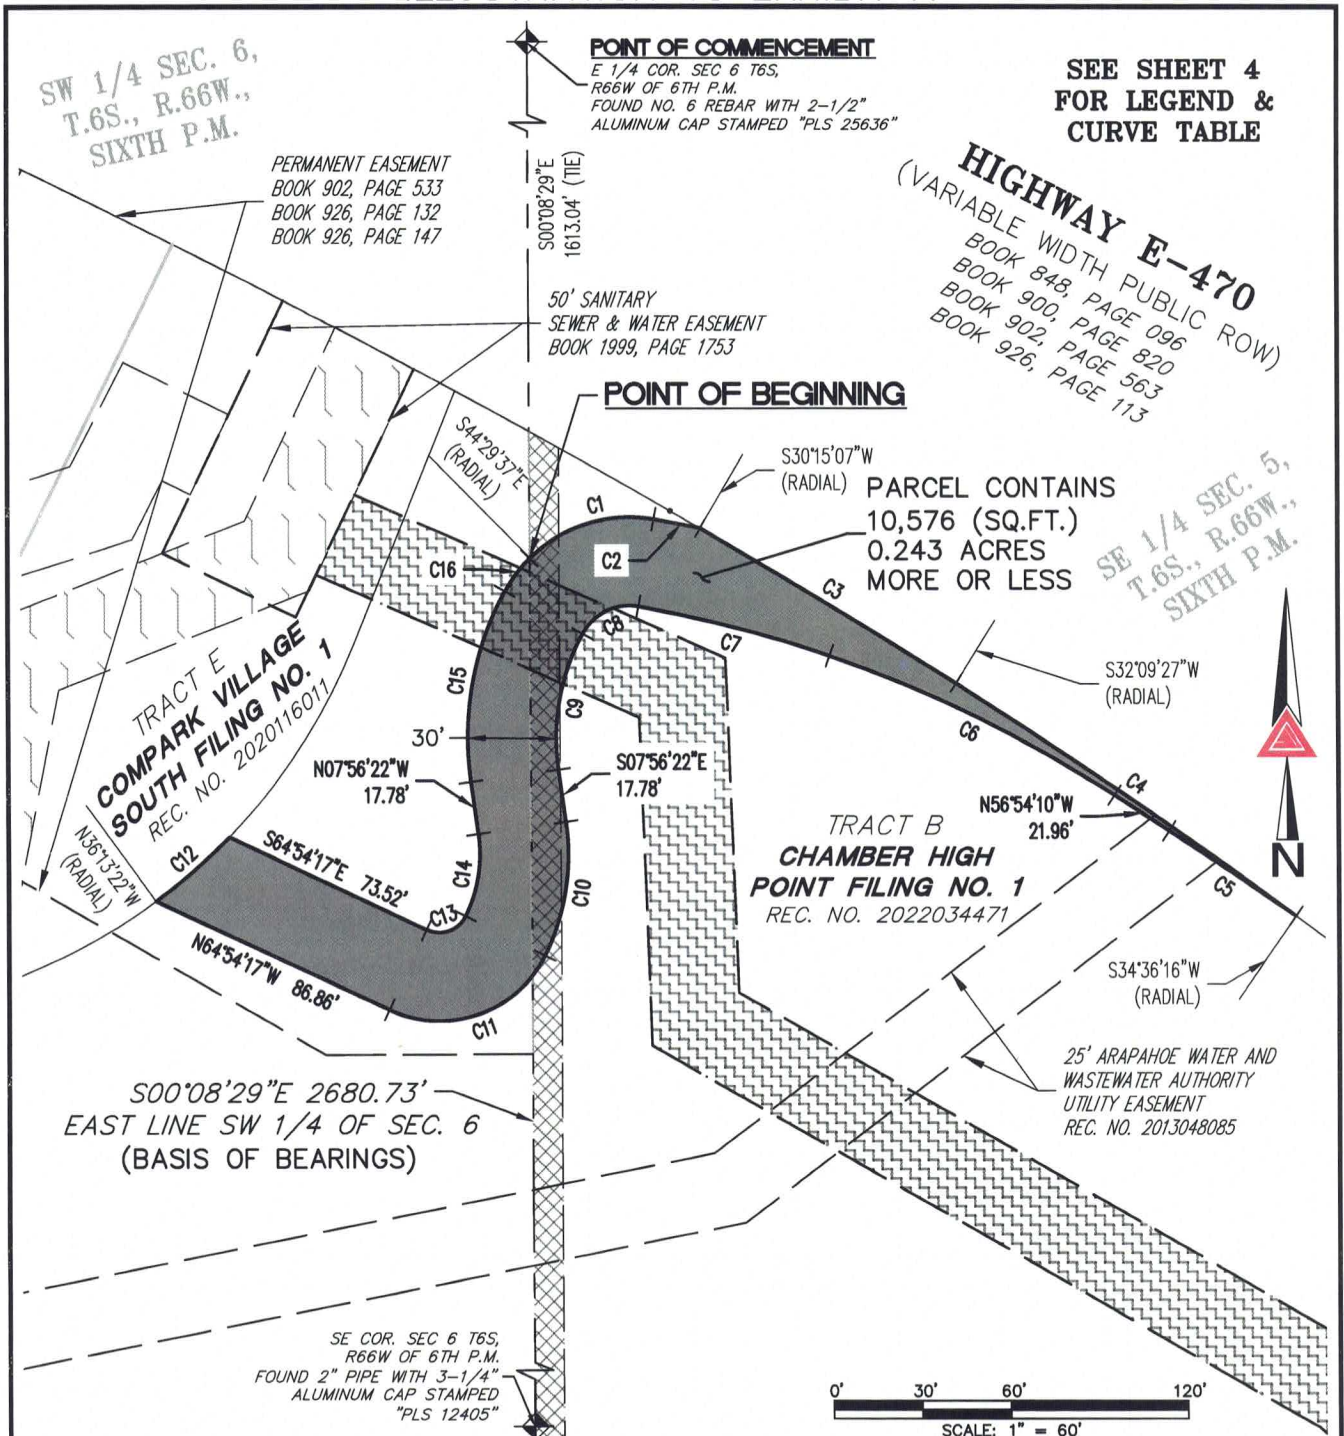 POINT OF COMMENCEMENT
E 1/4 COR. SEC 6 T6S,
R66W OF 6TH P.M.
FOUND NO. 6 REBAR WITH 2-1/2"
ALUMINUM CAP STAMPED "PLS 25636"
SW 1/4 SEC. 6,
T.6S., R.66W.,
SIXTH P.M.
SEE SHEET 4
FOR LEGEND &
CURVE TABLE
PERMANENT EASEMENT
BOOK 902, PAGE 533
BOOK 926, PAGE 132
BOOK 926, PAGE 147
S00°08'29"E
1613.04' (TIE)
HIGHWAY E-470
(VARIABLE WIDTH PUBLIC ROW)
BOOK 848, PAGE 096
BOOK 900, PAGE 820
BOOK 902, PAGE 563
BOOK 926, PAGE 113
50' SANITARY
SEWER & WATER EASEMENT
BOOK 1999, PAGE 1753
POINT OF BEGINNING
S44°29'37"E
(RADIAL)
S30°15'07"W
(RADIAL)
PARCEL CONTAINS
10,576 (SQ.FT.)
0.243 ACRES
MORE OR LESS
SE 1/4 SEC. 5,
T.6S., R.66W.,
SIXTH P.M.
C1
C2
C16
C3
C8
C7
TRACT E
COMPARK VILLAGE
SOUTH FILING NO. 1
REC. NO. 2020116011
C15
C9
S32°09'27"W
(RADIAL)
C6
30'
N07°56'22"W
17.78'
S07°56'22"E
17.78'
C4
N56°54'10"W
21.96'
N
TRACT B
CHAMBER HIGH
POINT FILING NO. 1
REC. NO. 2022034471
N36°13'22"W
(RADIAL)
C12
S64°54'17"E 73.52'
C14
C10
C5
C13
N64°54'17"W 86.86'
C11
S34°36'16"W
(RADIAL)
S00°08'29"E 2680.73'
EAST LINE SW 1/4 OF SEC. 6
(BASIS OF BEARINGS)
25' ARAPAHOE WATER AND
WASTEWATER AUTHORITY
UTILITY EASEMENT
REC. NO. 2013048085
SE COR. SEC 6 T6S,
R66W OF 6TH P.M.
FOUND 2" PIPE WITH 3-1/4"
ALUMINUM CAP STAMPED
"PLS 12405"
0' 30' 60' 120'
SCALE: 1" = 60'